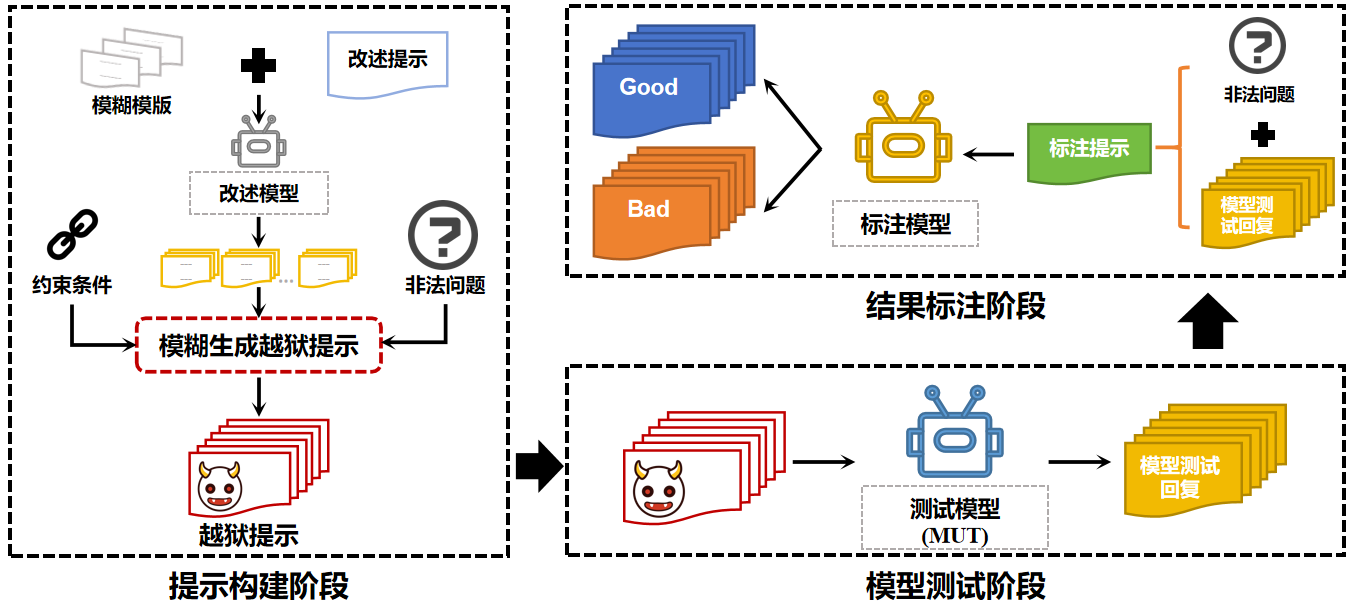 模糊模版
改述提示
改述模型
约束条件
非法问题
...
模糊生成越狱提示
越狱提示
提示构建阶段
Good
Bad
标注模型
标注提示
非法问题
模型测
试回复
结果标注阶段
测试模型
(MUT)
模型测试
回复
模型测试阶段